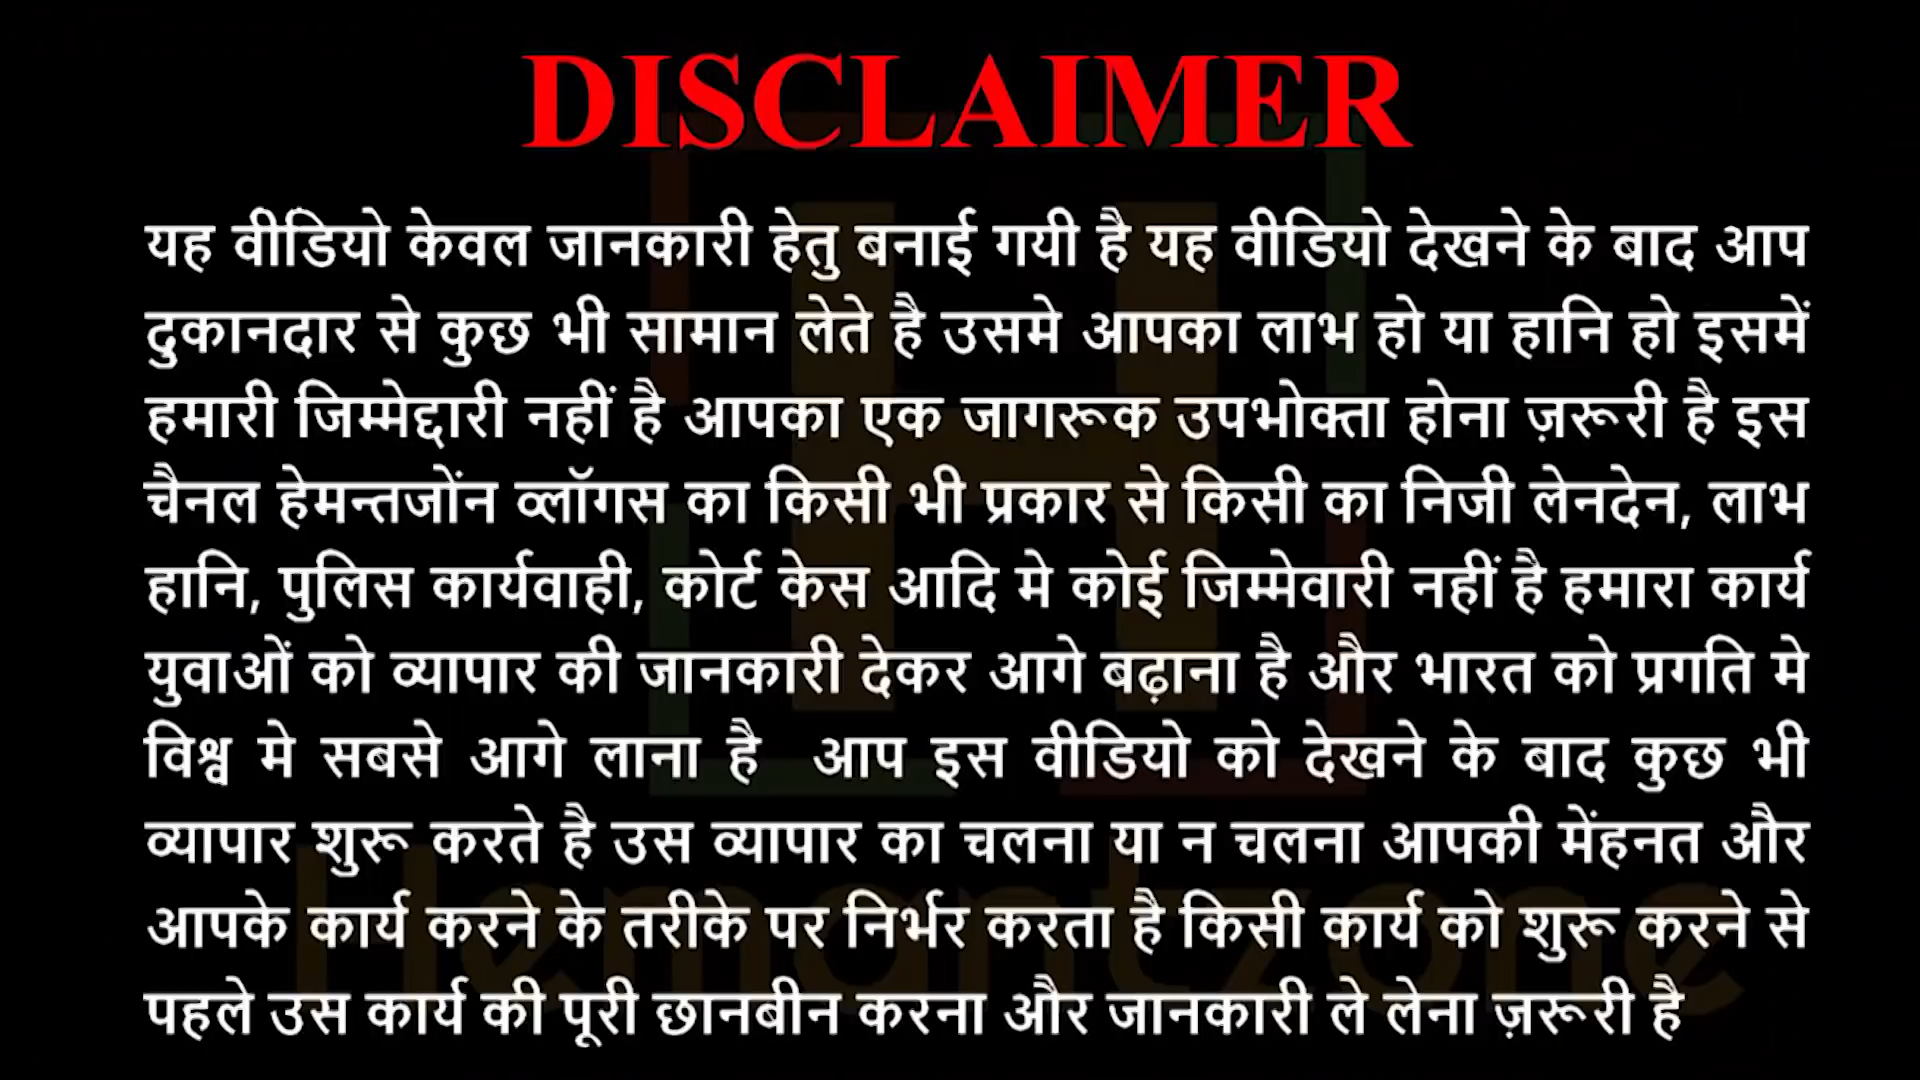 DISCLAIMER
यह वीडियो केवल जानकारी हेतु बनाई गयी है यह वीडियो देखने के बाद आप
दुकानदार से कुछ भी सामान लेते है उसमे आपका लाभ हो या हानि हो इसमें
हमारी जिम्मेद्दारी नहीं है आपका एक जागरूक उपभोक्ता होना ज़रूरी है इस
चैनल हेमन्तजोंन व्लॉगस का किसी भी प्रकार से किसी का निजी लेनदेन, लाभ
हानि, पुलिस कार्यवाही, कोर्ट केस आदि मे कोई जिम्मेवारी नहीं है हमारा कार्य
युवाओं को व्यापार की जानकारी देकर आगे बढ़ाना है और भारत को प्रगति मे
विश्व मे सबसे आगे लाना है आप इस वीडियो को देखने के बाद कुछ भी
व्यापार शुरू करते है उस व्यापार का चलना या न चलना आपकी मेंहनत और
आपके कार्य करने के तरीके पर निर्भर करता है किसी कार्य को शुरू करने से
पहले उस कार्य की पूरी छानबीन करना और जानकारी ले लेना ज़रूरी है
Hemantzone